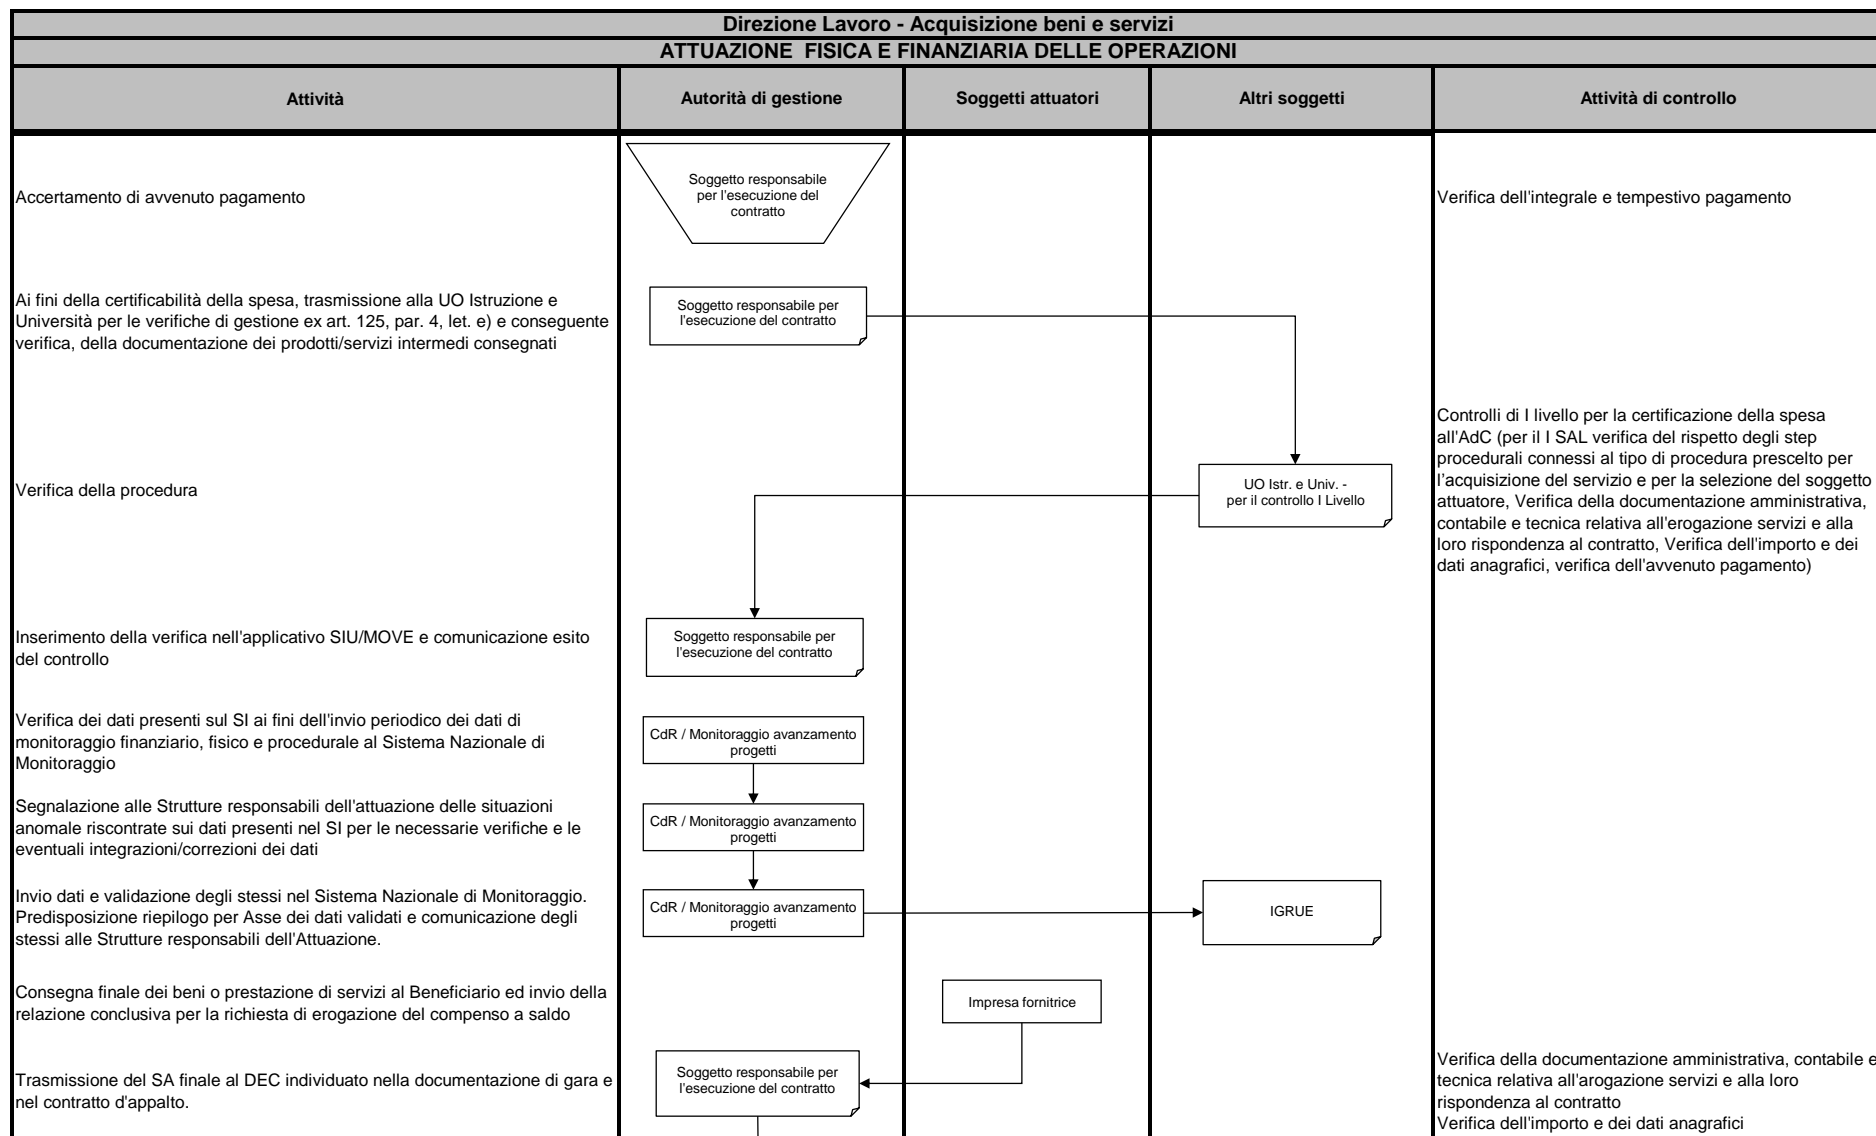 Direzione Lavoro - Acquisizione beni e servizi
ATTUAZIONE FISICA E FINANZIARIA DELLE OPERAZIONI
Attività
Autorità di gestione
Soggetti attuatori
Altri soggetti
Attività di controllo
Accertamento di avvenuto pagamento
Soggetto responsabile
per l'esecuzione del
contratto
Verifica dell'integrale e tempestivo pagamento
Ai fini della certificabilità della spesa, trasmissione alla UO Istruzione e
Università per le verifiche di gestione ex art. 125, par. 4, let. e) e conseguente
verifica, della documentazione dei prodotti/servizi intermedi consegnati
Soggetto responsabile per
l'esecuzione del contratto
Verifica della procedura
UO Istr. e Univ. -
per il controllo I Livello
Controlli di I livello per la certificazione della spesa
all'AdC (per il I SAL verifica del rispetto degli step
procedurali connessi al tipo di procedura prescelto per
l’acquisizione del servizio e per la selezione del soggetto
attuatore, Verifica della documentazione amministrativa,
contabile e tecnica relativa all'erogazione servizi e alla
loro rispondenza al contratto, Verifica dell'importo e dei
dati anagrafici, verifica dell'avvenuto pagamento)
Inserimento della verifica nell'applicativo SIU/MOVE e comunicazione esito
del controllo
Soggetto responsabile per
l'esecuzione del contratto
Verifica dei dati presenti sul SI ai fini dell'invio periodico dei dati di
monitoraggio finanziario, fisico e procedurale al Sistema Nazionale di
Monitoraggio
CdR / Monitoraggio avanzamento
progetti
Segnalazione alle Strutture responsabili dell'attuazione delle situazioni
anomale riscontrate sui dati presenti nel SI per le necessarie verifiche e le
eventuali integrazioni/correzioni dei dati
CdR / Monitoraggio avanzamento
progetti
Invio dati e validazione degli stessi nel Sistema Nazionale di Monitoraggio.
Predisposizione riepilogo per Asse dei dati validati e comunicazione degli
stessi alle Strutture responsabili dell'Attuazione.
CdR / Monitoraggio avanzamento
progetti
IGRUE
Consegna finale dei beni o prestazione di servizi al Beneficiario ed invio della
relazione conclusiva per la richiesta di erogazione del compenso a saldo
Impresa fornitrice
Trasmissione del SA finale al DEC individuato nella documentazione di gara e
nel contratto d'appalto.
Soggetto responsabile per
l'esecuzione del contratto
Verifica della documentazione amministrativa, contabile e
tecnica relativa all'arogazione servizi e alla loro
rispondenza al contratto
Verifica dell'importo e dei dati anagrafici